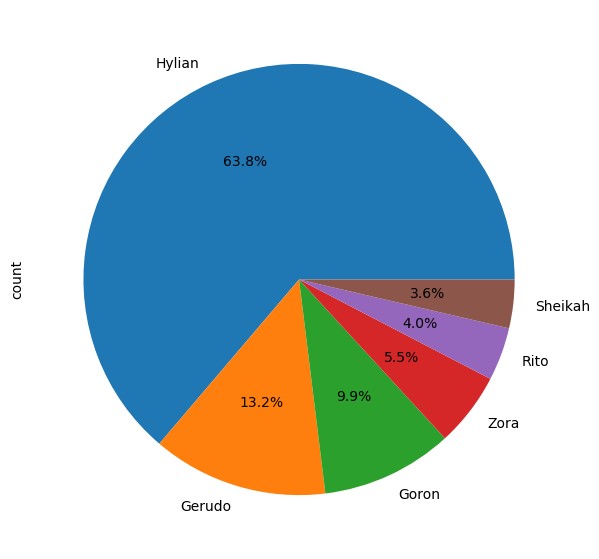 Hylian
63.8%
count
3.6%
Sheikah
4.0%
5.5%
Rito
9.9%
13.2%
Zora
Goron
Gerudo